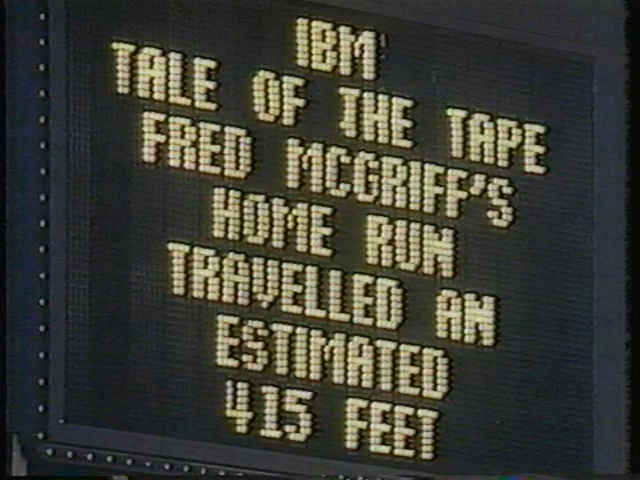 IBM
TALE OF THE TAPE
FRED MCGRIFF'S
HOME RUN
TRAVELLED AN
ESTIMATED
415 FEET